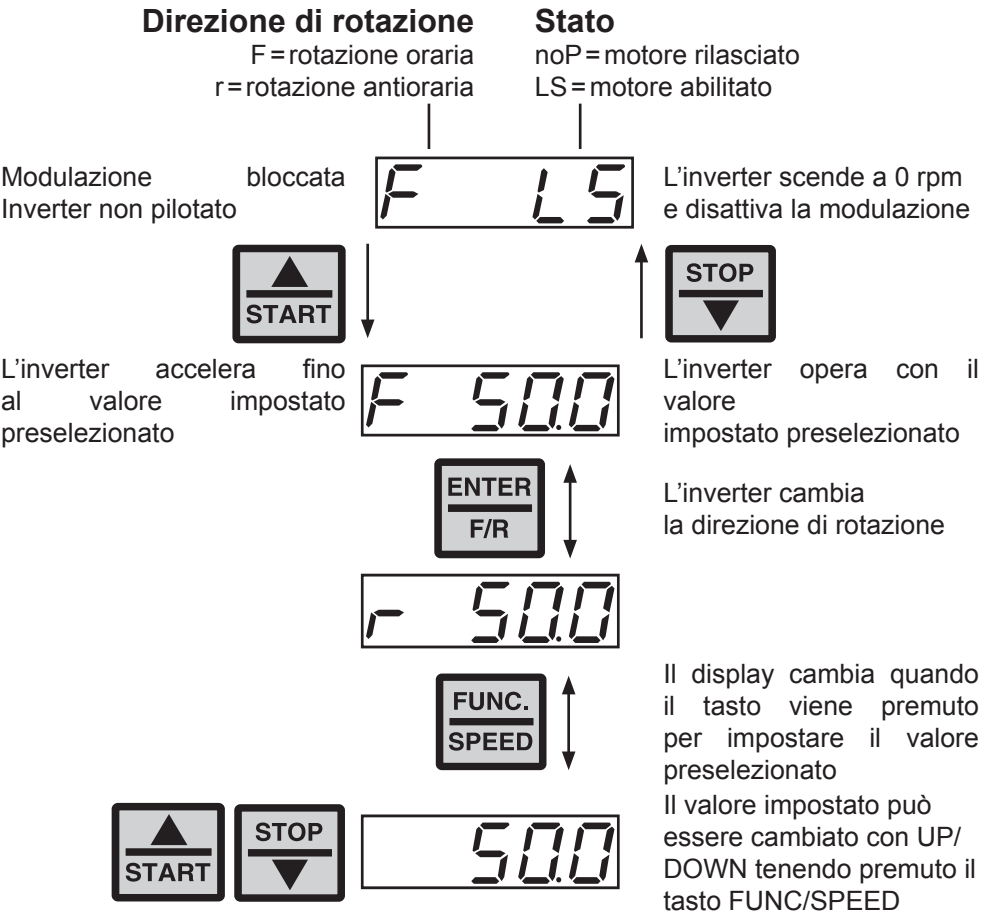 Direzione di rotazione
F=rotazione oraria
r=rotazione antioraria
Stato
noP=motore rilasciato
LS=motore abilitato
Modulazione bloccata
Inverter non pilotato
F LS
L'inverter scende a 0 rpm
e disattiva la modulazione
START
STOP
L'inverter accelera fino
al valore impostato
preselezionato
F 50.0
L'inverter opera con il
valore
impostato preselezionato
ENTER
F/R
L'inverter cambia
la direzione di rotazione
r 50.0
FUNC.
SPEED
Il display cambia quando
il tasto viene premuto
per impostare il valore
preselezionato
START
STOP
50.0
Il valore impostato può
essere cambiato con UP/
DOWN tenendo premuto il
tasto FUNC/SPEED